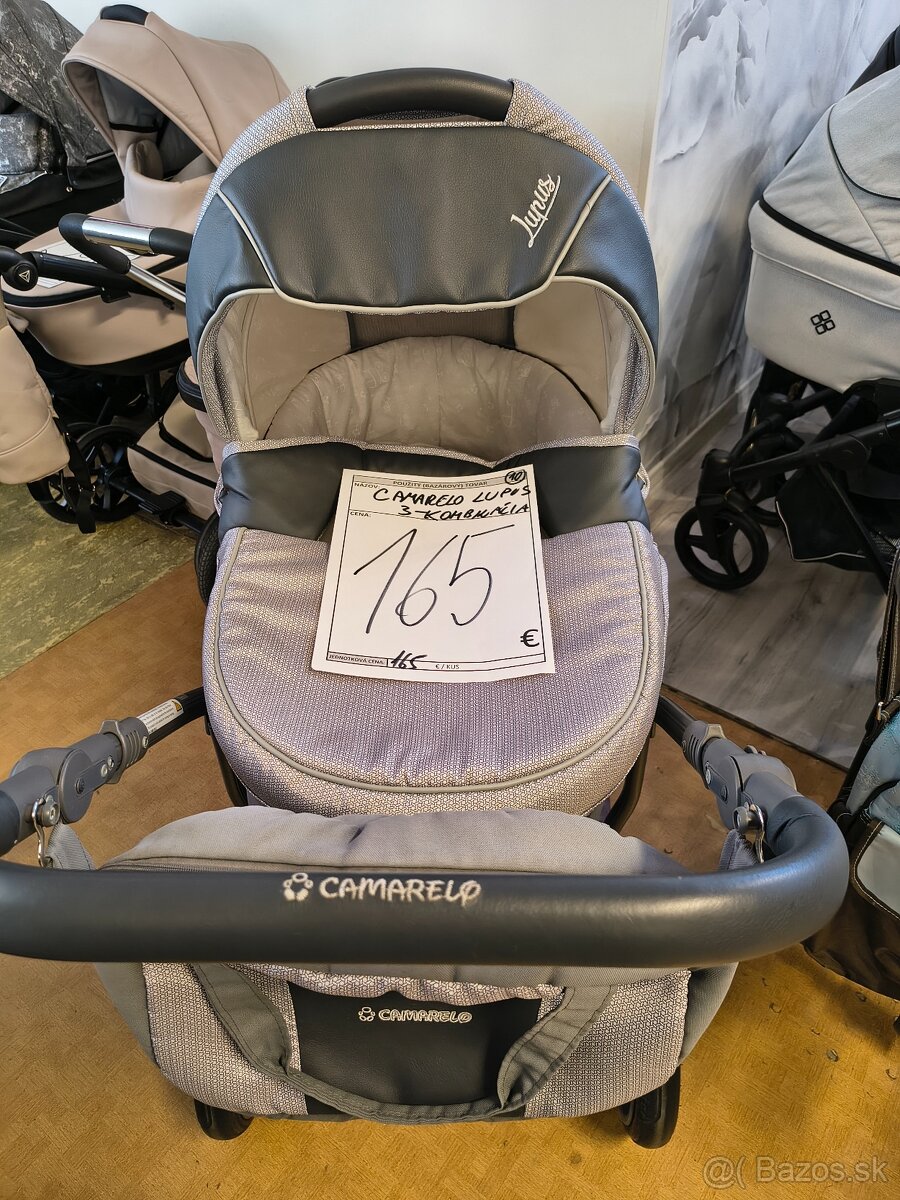 Lupus
POUŽITÝ (BAZÁROVÝ) TOVAR
10
NÁZOV:
CAMARELO LUPUS
3-KOMBINÁCIA
CENA:
165
€
JEDNOTKOVÁ CENA: 165 € / KUS
CAMARELO
CAMARELO
@( Bazos.sk